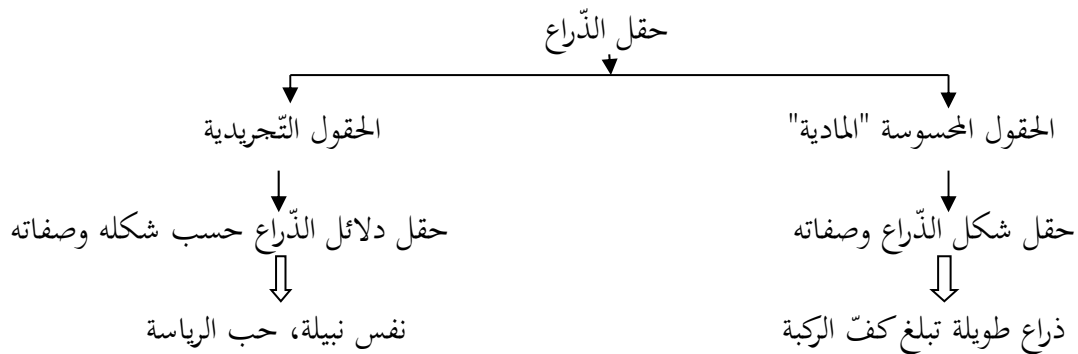 حقل الذّراع
الحقول المحسوسة "المادية"
الحقول التّجريدية
حقل شكل الذّراع وصفاته
حقل دلائل الذّراع حسب شكله وصفاته
ذراع طويلة تبلغ كفّ الركبة
نفس نبيلة، حب الرياسة